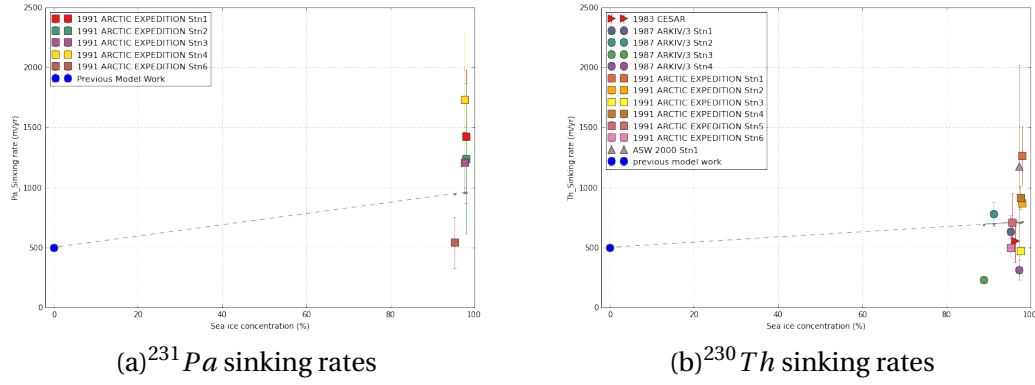 2500
2000
1500
1000
500
0
Pa_Sinking rate (m/yr)
0 20 40 60 80 100
Sea ice concentration (%)
1991 ARCTIC EXPEDITION Stn1
1991 ARCTIC EXPEDITION Stn2
1991 ARCTIC EXPEDITION Stn3
1991 ARCTIC EXPEDITION Stn4
1991 ARCTIC EXPEDITION Stn6
Previous Model Work
(a)²³¹Pa sinking rates
2500
2000
1500
1000
500
0
Th_Sinking rate (m/yr)
0 20 40 60 80 100
Sea ice concentration (%)
1983 CESAR
1987 ARKIV/3 Stn1
1987 ARKIV/3 Stn2
1987 ARKIV/3 Stn3
1987 ARKIV/3 Stn4
1991 ARCTIC EXPEDITION Stn1
1991 ARCTIC EXPEDITION Stn2
1991 ARCTIC EXPEDITION Stn3
1991 ARCTIC EXPEDITION Stn4
1991 ARCTIC EXPEDITION Stn5
1991 ARCTIC EXPEDITION Stn6
ASW 2000 Stn1
previous model work
(b)²³⁰Th sinking rates